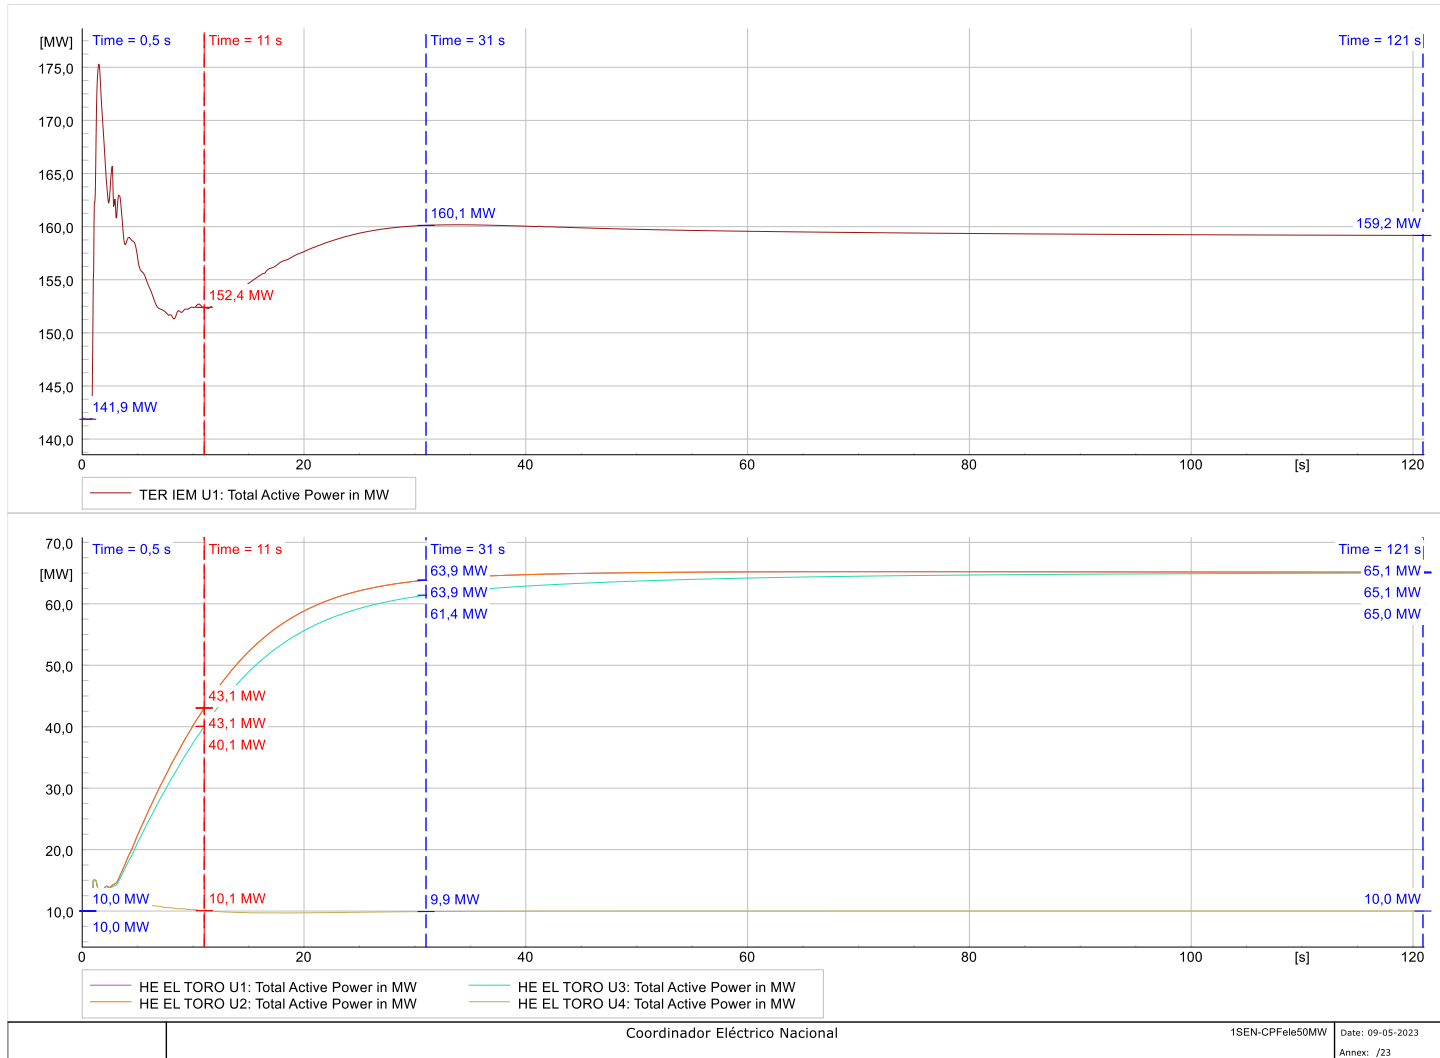 [MW]
Time = 0,5 s
Time = 11 s
Time = 31 s
Time = 121 s
175,0
170,0
165,0
160,1 MW
159,2 MW
160,0
155,0
152,4 MW
150,0
145,0
141,9 MW
140,0
0 20 40 60 80 100 [s] 120
TER IEM U1: Total Active Power in MW
70,0
Time = 0,5 s
Time = 11 s
Time = 31 s
Time = 121 s
[MW]
63,9 MW
65,1 MW
63,9 MW
65,1 MW
60,0
61,4 MW
65,0 MW
50,0
43,1 MW
43,1 MW
40,0
40,1 MW
30,0
20,0
10,0 MW
10,1 MW
9,9 MW
10,0 MW
10,0
10,0 MW
0 20 40 60 80 100 [s] 120
HE EL TORO U1: Total Active Power in MW
HE EL TORO U3: Total Active Power in MW
HE EL TORO U2: Total Active Power in MW
HE EL TORO U4: Total Active Power in MW
Coordinador Eléctrico Nacional
1SEN-CPFele50MW
Date: 09-05-2023
Annex: /23